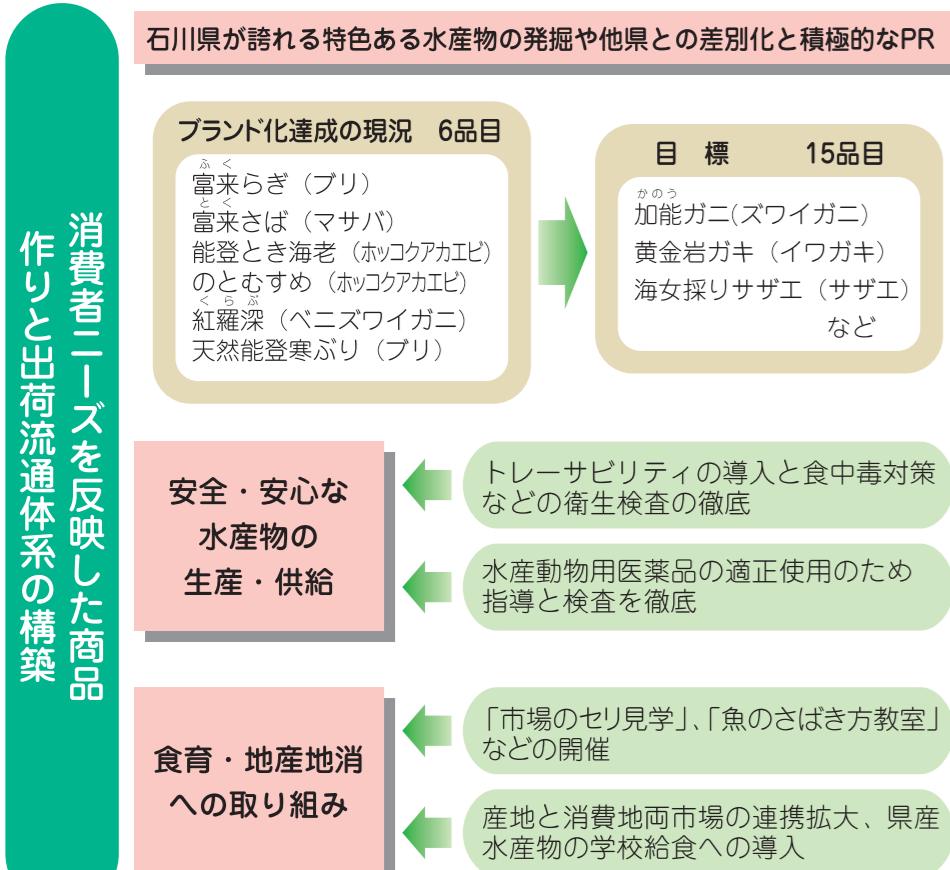 消費者ニーズを反映した商品
作りと出荷流通体系の構築
石川県が誇れる特色ある水産物の発掘や他県との差別化と積極的なPR
ブランド化達成の現況 6品目
ふく
富来らぎ（ブリ）
とく
富来さば（マサバ）
能登とき海老（ホッコクアカエビ）
のとむすめ（ホッコクアカエビ）
くらぶ
紅羅深（ベニズワイガニ）
天然能登寒ぶり（ブリ）
目 標 15品目
かのう
加能ガニ(ズワイガニ)
黄金岩ガキ（イワガキ）
海女採りサザエ（サザエ）
など
安全・安心な
水産物の
生産・供給
トレーサビリティの導入と食中毒対策
などの衛生検査の徹底
水産動物用医薬品の適正使用のため
指導と検査を徹底
食育・地産地消
への取り組み
「市場のセリ見学」、「魚のさばき方教室」
などの開催
産地と消費地両市場の連携拡大、県産
水産物の学校給食への導入